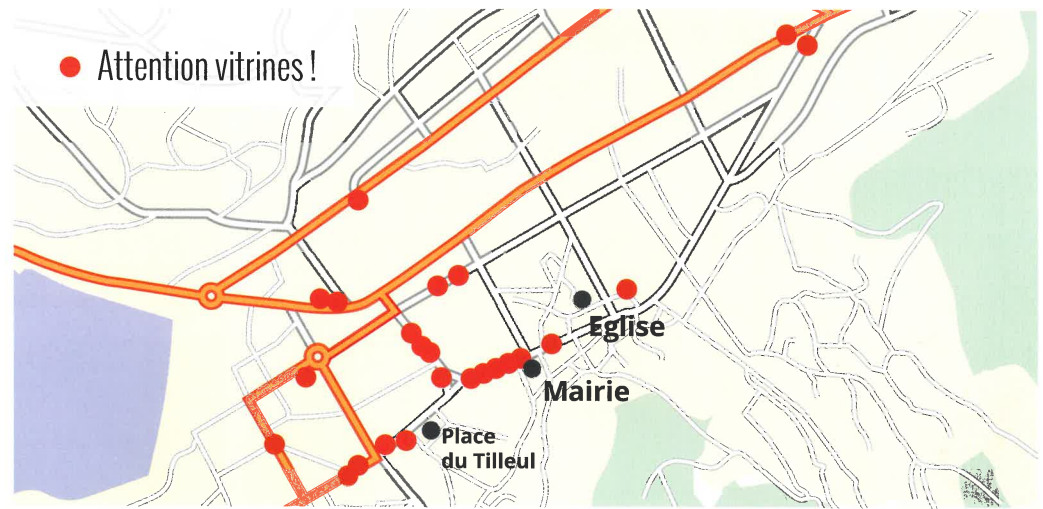 Attention vitrines !
Eglise
Mairie
Place
du Tilleul